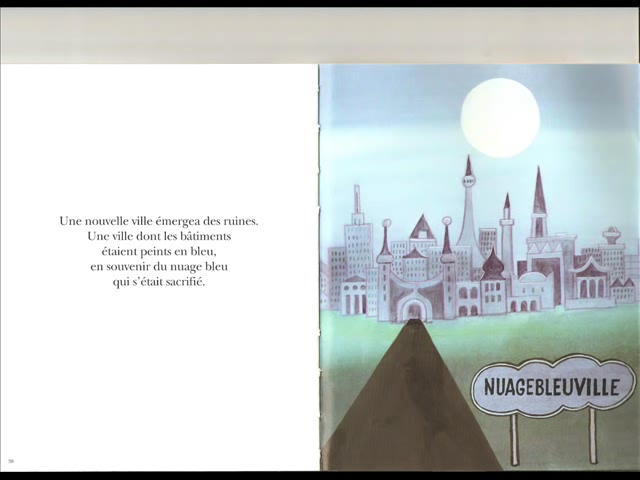 Une nouvelle ville émergea des ruines.
Une ville dont les bâtiments
étaient peints en bleu,
en souvenir du nuage bleu
qui s'était sacrifié.
NUAGEBLEUVILLE